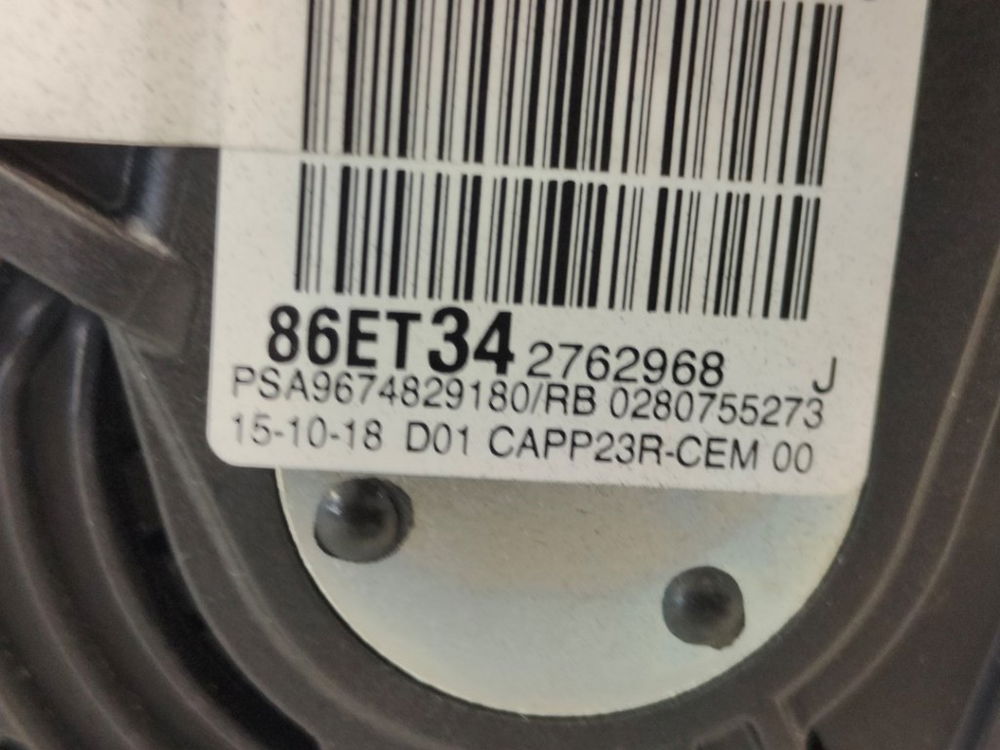 86ET34 2762968 J
PSA9674829180/RB 0280755273
15-10-18 D01 CAPP23R-CEM 00